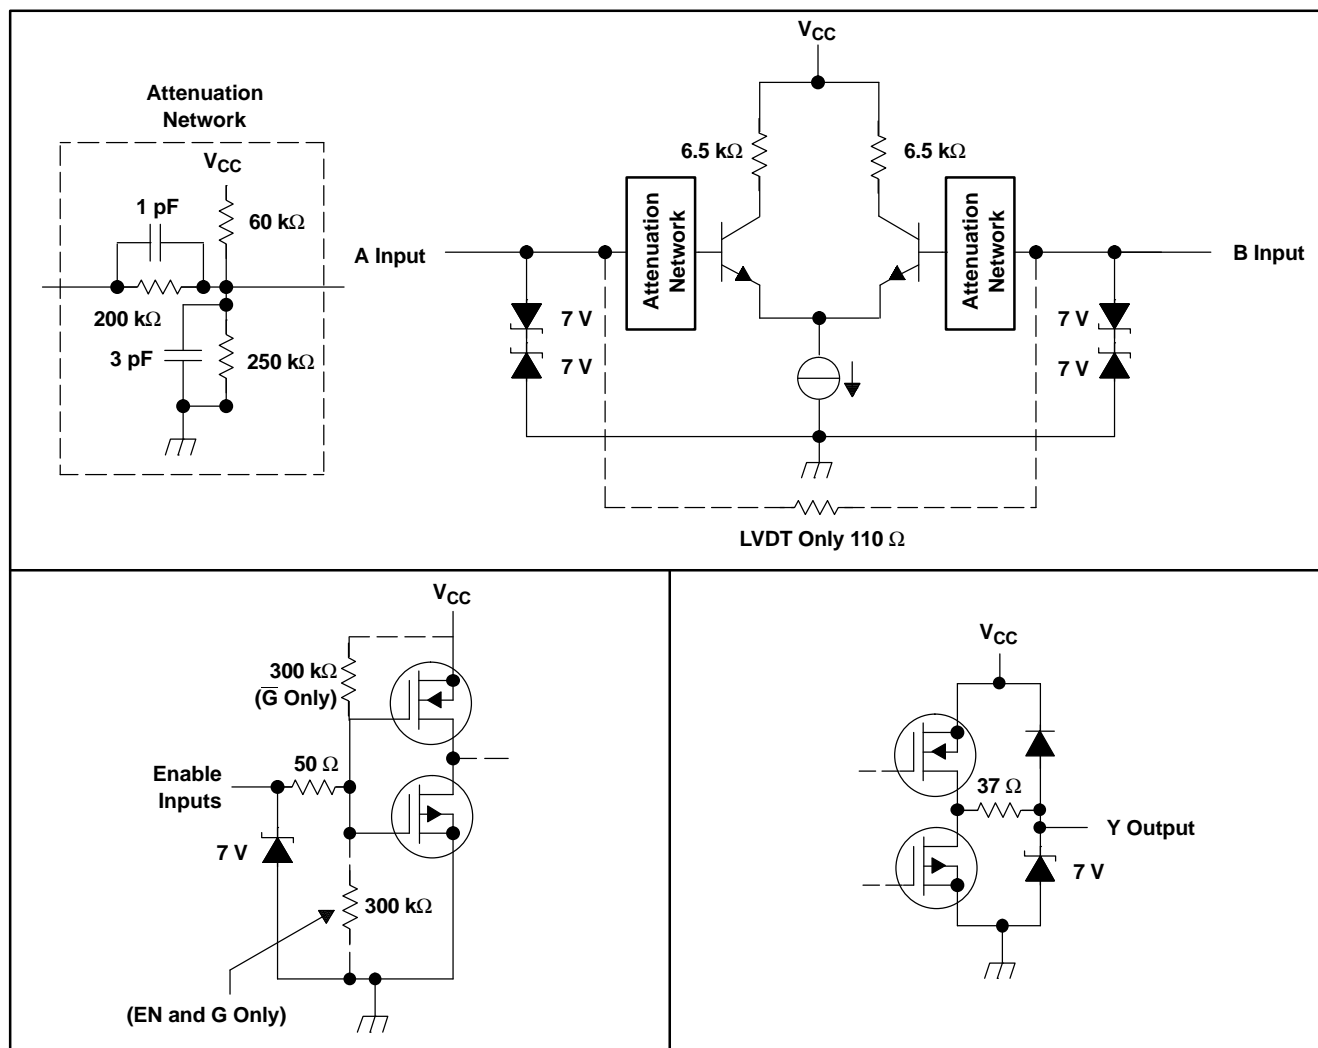 Attenuation
Network
VCC
1 pF
60 kΩ
200 kΩ
3 pF
250 kΩ
VCC
6.5 kΩ
6.5 kΩ
Attenuation
Network
Attenuation
Network
A Input
B Input
7 V
7 V
7 V
7 V
LVDT Only 110 Ω
VCC
300 kΩ
(G̅ Only)
50 Ω
Enable
Inputs
7 V
300 kΩ
(EN and G Only)
VCC
37 Ω
Y Output
7 V